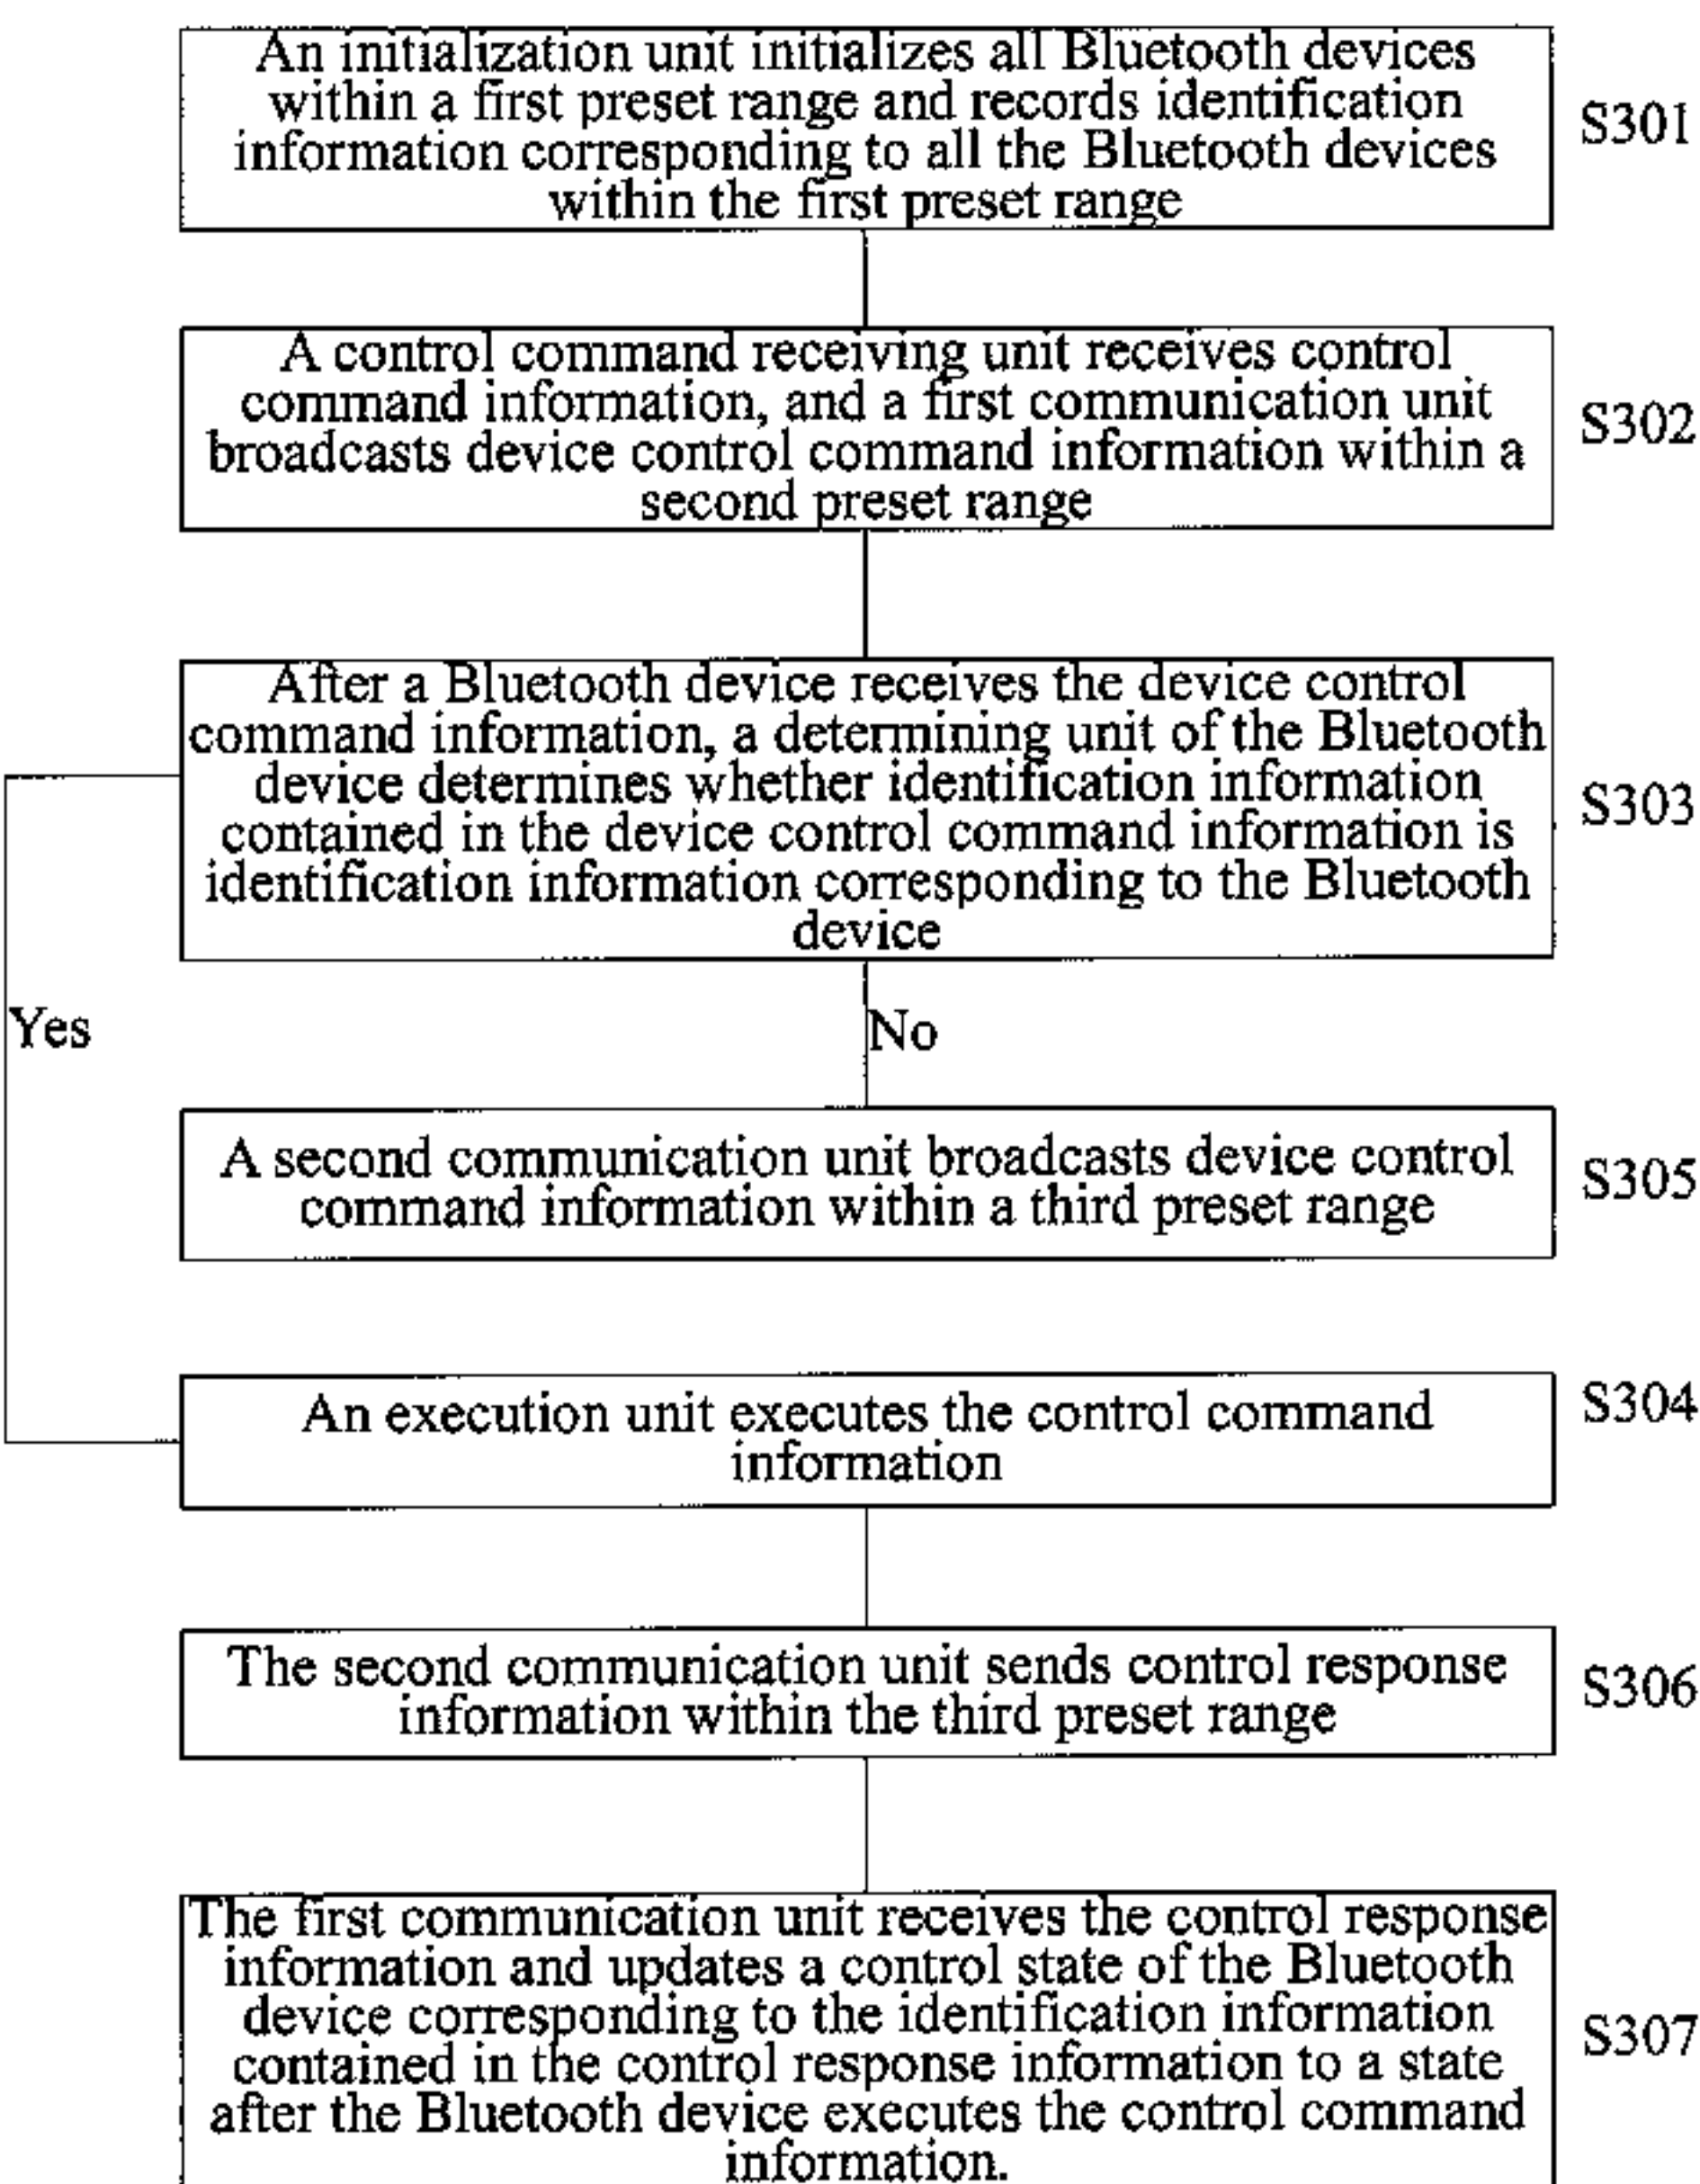 An initialization unit initializes all Bluetooth devices
within a first preset range and records identification
information corresponding to all the Bluetooth devices
within the first preset range
S301
A control command receiving unit receives control
command information, and a first communication unit
broadcasts device control command information within a
second preset range
S302
After a Bluetooth device receives the device control
command information, a determining unit of the Bluetooth
device determines whether identification information
contained in the device control command information is
identification information corresponding to the Bluetooth
device
S303
Yes
No
A second communication unit broadcasts device control
command information within a third preset range
S305
An execution unit executes the control command
information
S304
The second communication unit sends control response
information within the third preset range
S306
The first communication unit receives the control response
information and updates a control state of the Bluetooth
device corresponding to the identification information
contained in the control response information to a state
after the Bluetooth device executes the control command
information.
S307